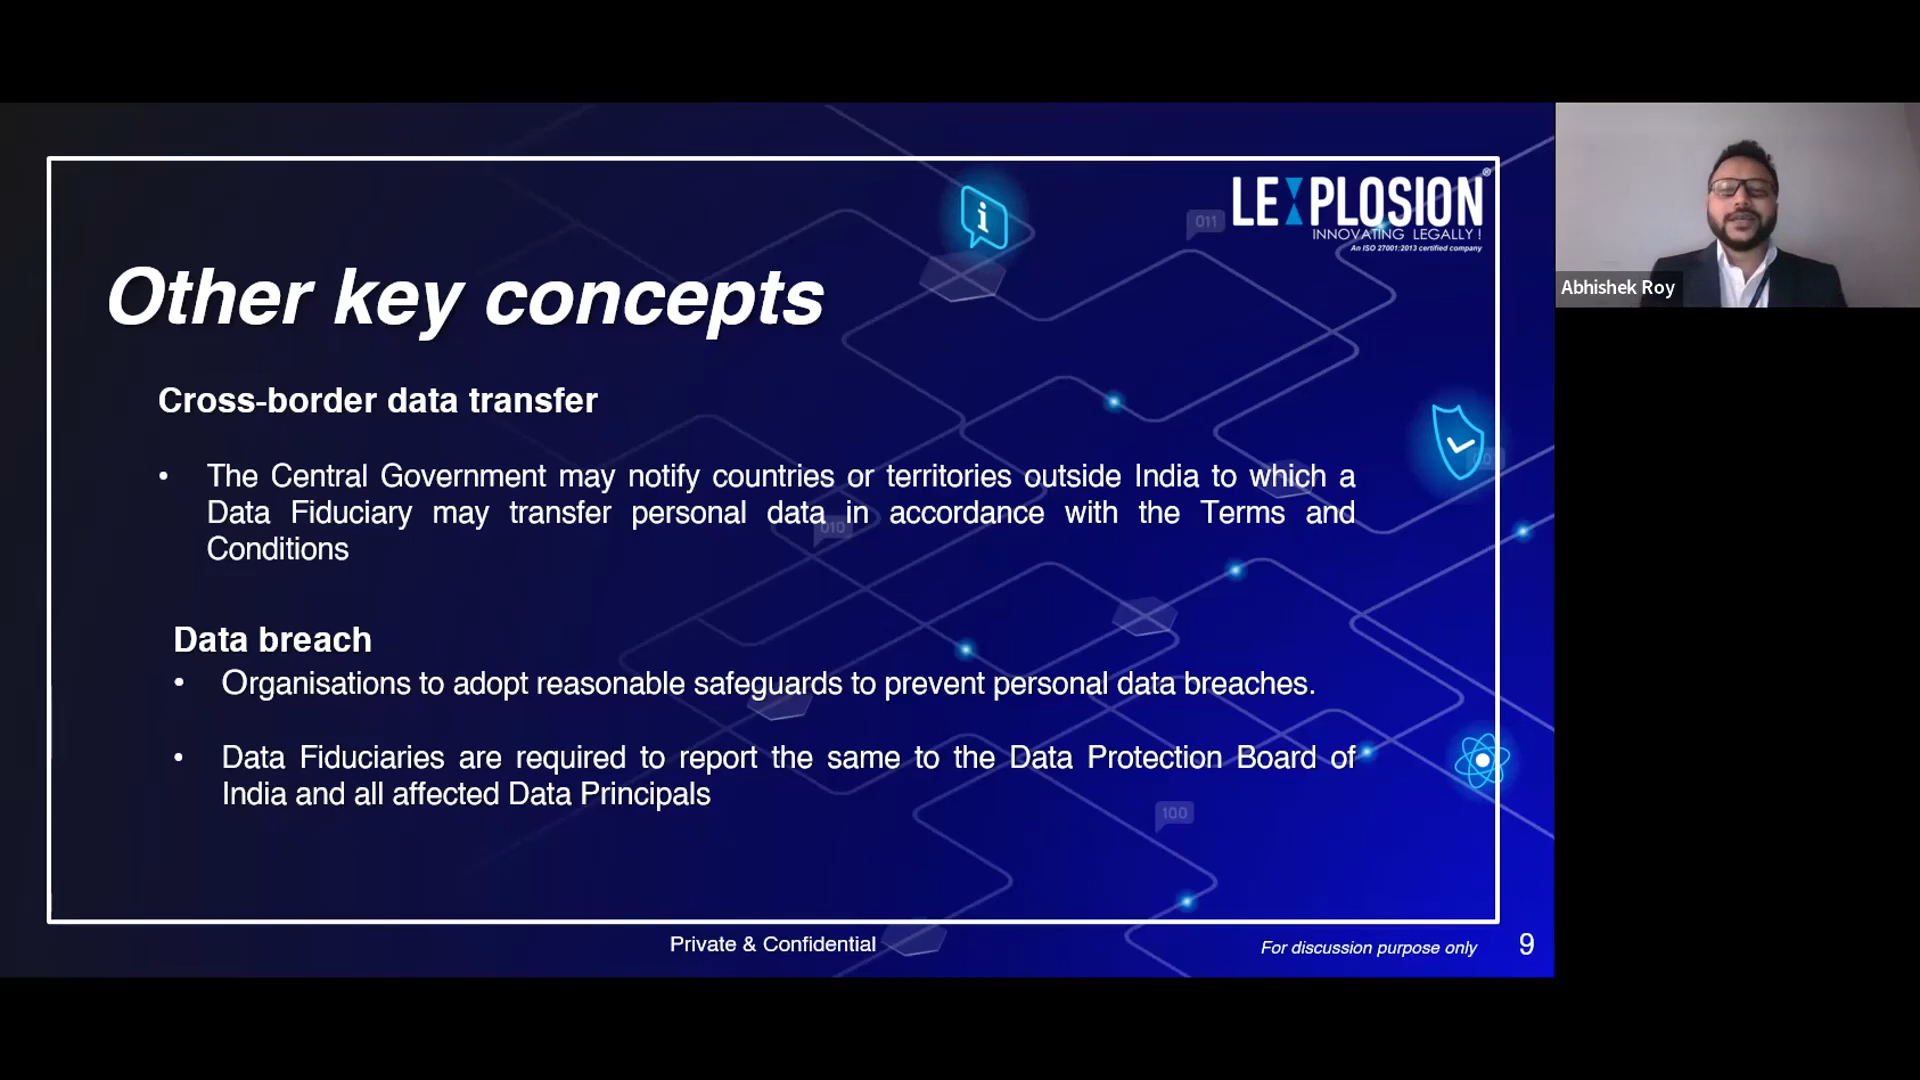 LEXPLOSION®
INNOVATING LEGALLY !
An ISO 27001:2013 certified company
011
Other key concepts
Abhishek Roy
Cross-border data transfer
• The Central Government may notify countries or territories outside India to which a
Data Fiduciary may transfer personal data in accordance with the Terms and
Conditions
010
Data breach
• Organisations to adopt reasonable safeguards to prevent personal data breaches.
• Data Fiduciaries are required to report the same to the Data Protection Board of
India and all affected Data Principals
100
Private & Confidential
For discussion purpose only
9